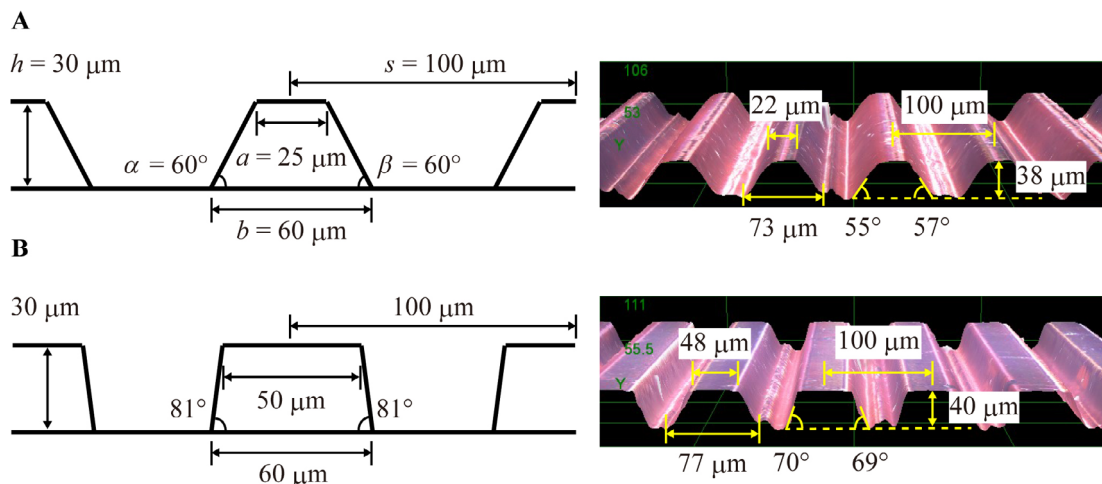 A
h = 30 μm
s = 100 μm
α = 60°
a = 25 μm
β = 60°
b = 60 μm
106
53
Y
22 μm
100 μm
38 μm
73 μm
55°
57°
B
30 μm
100 μm
81°
50 μm
81°
60 μm
111
55.5
Y
48 μm
100 μm
40 μm
77 μm
70°
69°